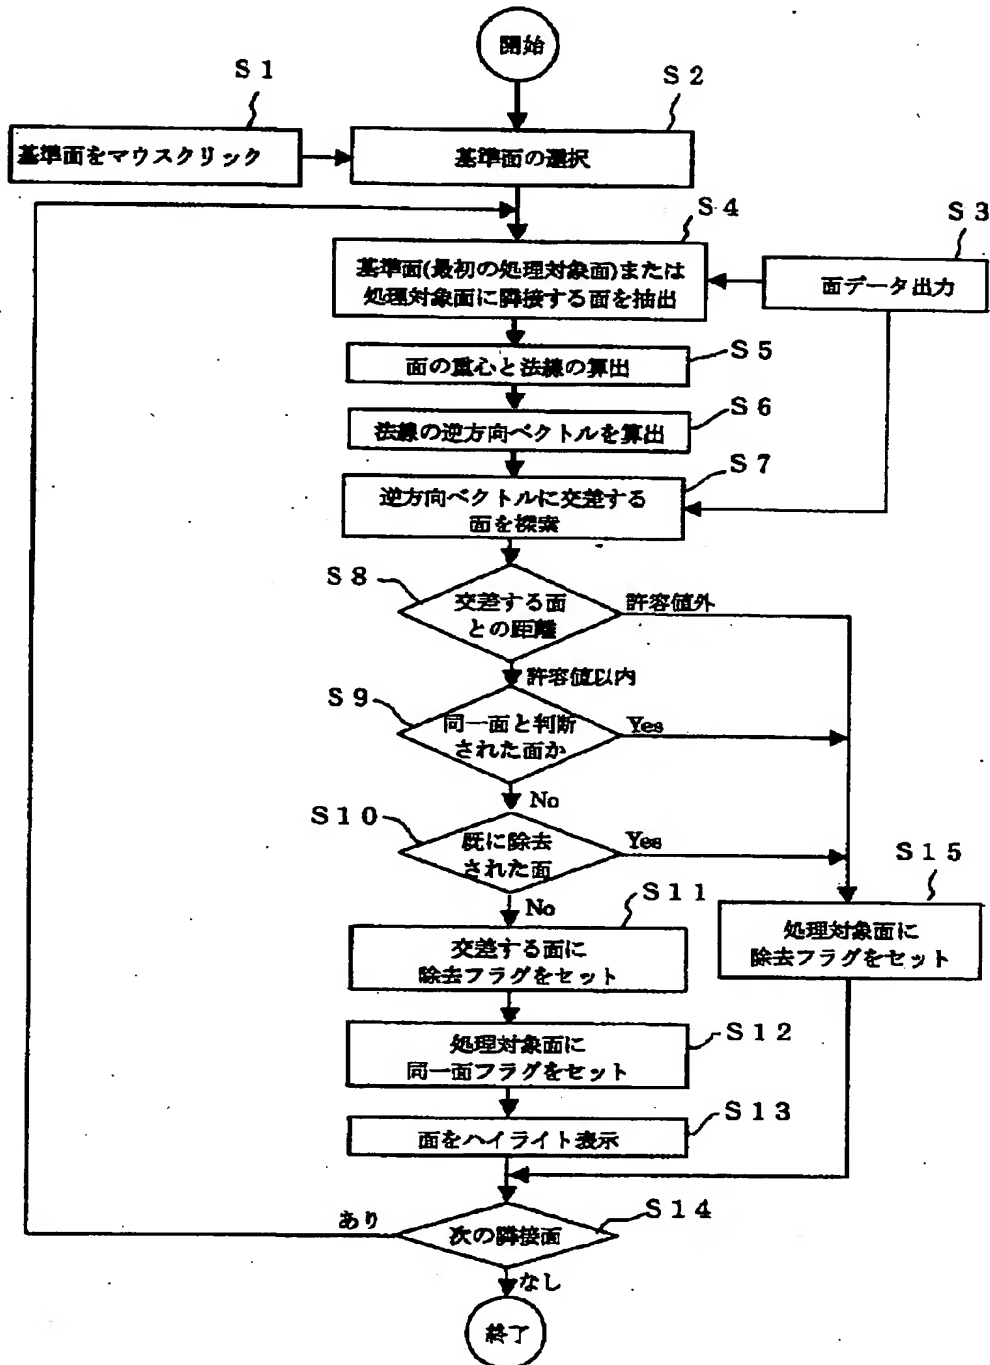 開始
S1
S2
基準面をマウスクリック
基準面の選択
S4
S3
基準面(最初の処理対象面)または
処理対象面に隣接する面を抽出
面データ出力
S5
面の重心と法線の算出
S6
法線の逆方向ベクトルを算出
S7
逆方向ベクトルに交差する
面を探索
S8
交差する面
との距離
許容値外
許容値以内
S9
同一面と判断
された面か
Yes
No
S10
既に除去
された面
Yes
No
S11
S15
交差する面に
除去フラグをセット
処理対象面に
除去フラグをセット
S12
処理対象面に
同一面フラグをセット
S13
面をハイライト表示
S14
あり
次の隣接面
なし
終了